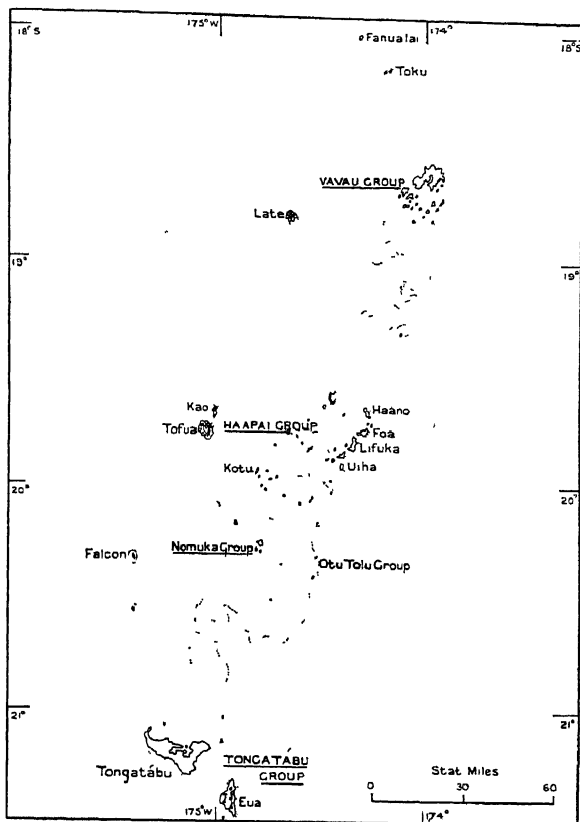 175°W
174°
18°S
18°S
Fanualai
Toku
VAVAU GROUP
Late
19°
19°
Kao
Haano
Tofua
HAAPAI GROUP
Foa
Lifuka
Kotu
Uiha
20°
20°
Falcon
Nomuka Group
Otu Tolu Group
21°
21°
Tongatábu
TONGATÁBU
GROUP
Stat Miles
0 30 60
Eua
175°W
174°